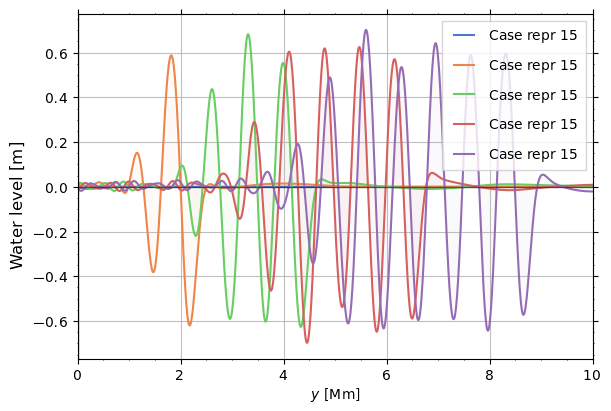 Case repr 15
Case repr 15
Case repr 15
Case repr 15
Case repr 15
Water level [m]
0.6
0.4
0.2
0.0
−0.2
−0.4
−0.6
0 2 4 6 8 10
y [Mm]